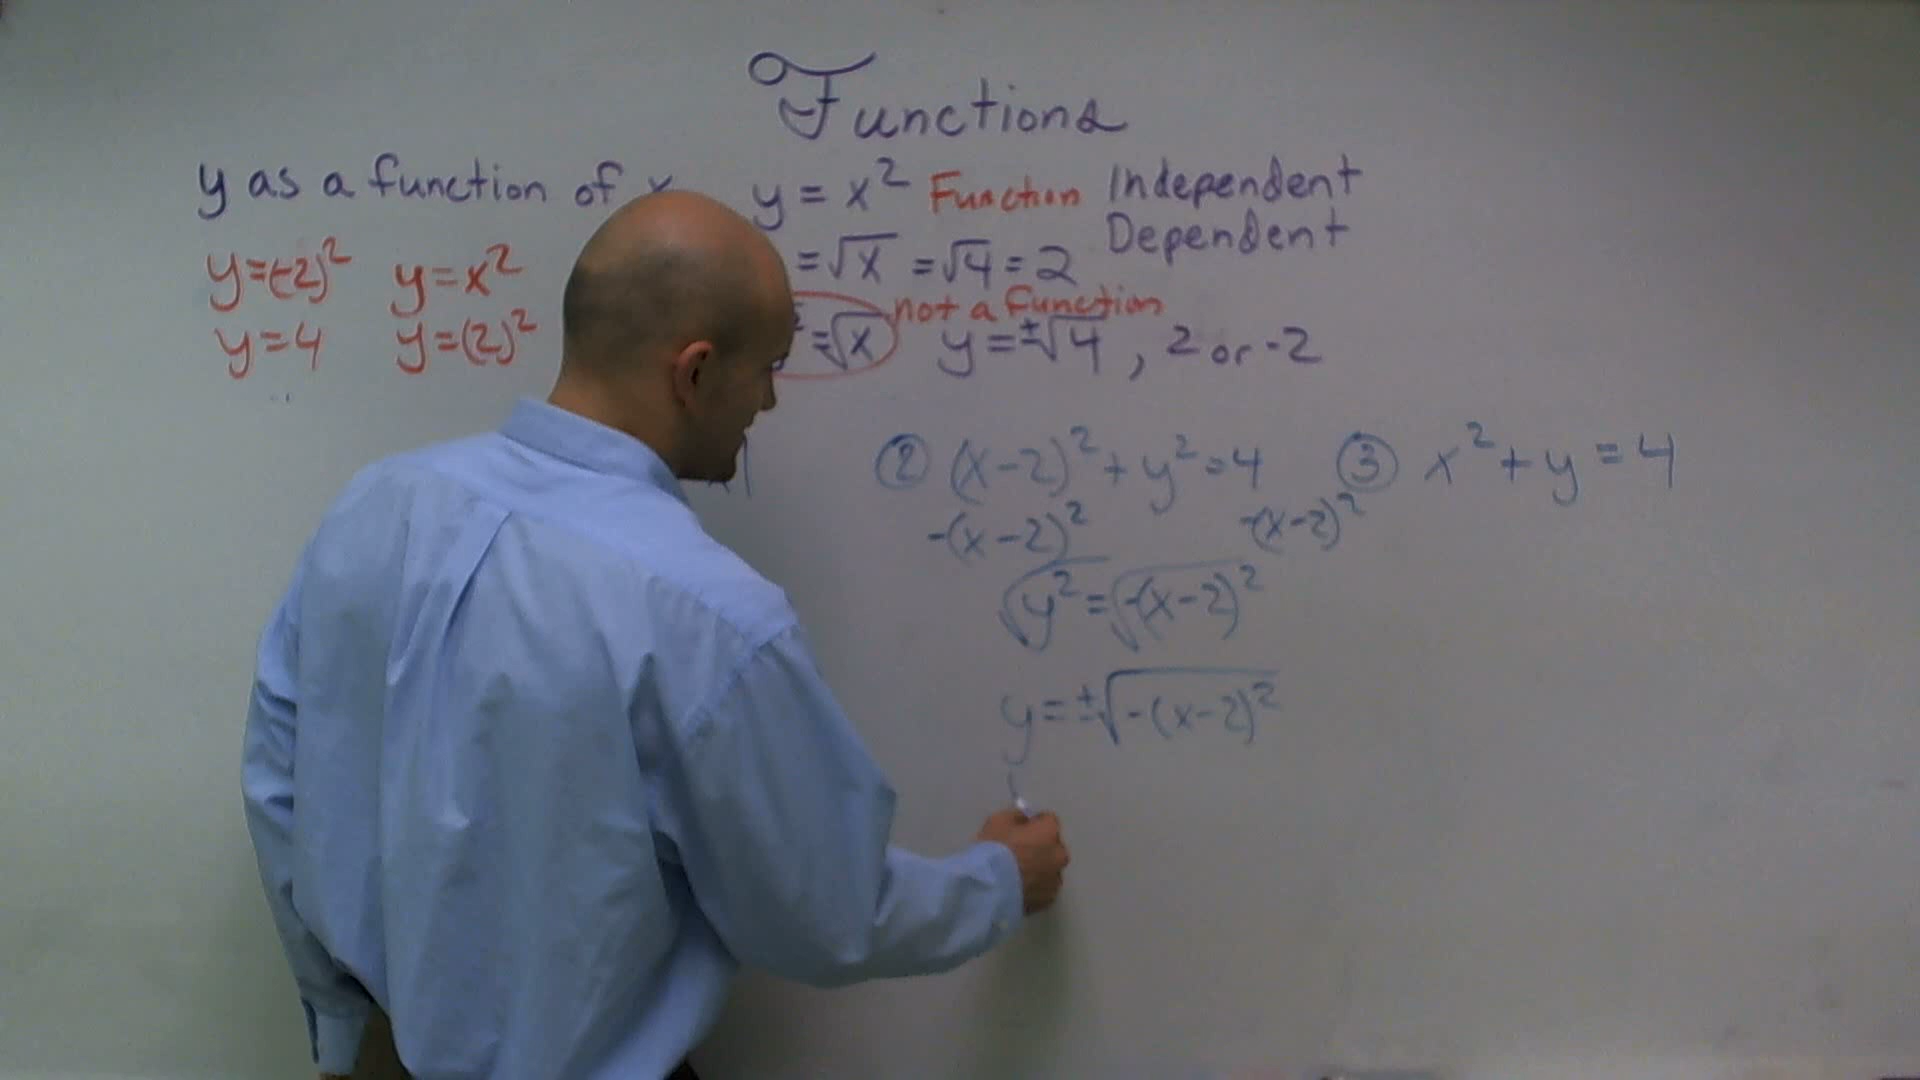 Functions
y as a function of x y = x² Function Independent
Dependent
y=(-2)² y=x² =√x =√4=2
not a function
y=4 y=(2)² =√x y=±√4, 2 or -2
② (x-2)²+y²=4 ③ x²+y=4
-(x-2)² -(x-2)²
√y²=√-(x-2)²
y=±√-(x-2)²